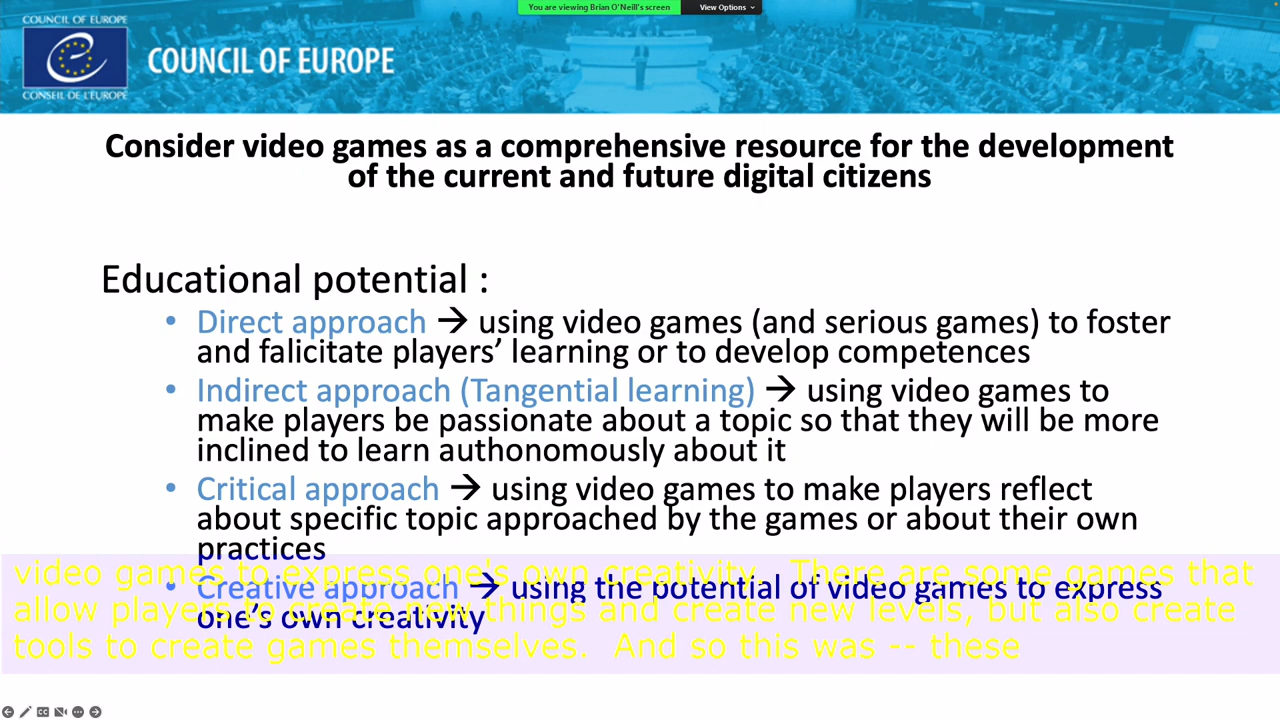 You are viewing Brian O'Neill's screen
View Options
COUNCIL OF EUROPE
COUNCIL OF EUROPE
CONSEIL DE L'EUROPE
Consider video games as a comprehensive resource for the development
of the current and future digital citizens
Educational potential :
• Direct approach → using video games (and serious games) to foster
and falicitate players’ learning or to develop competences
• Indirect approach (Tangential learning) → using video games to
make players be passionate about a topic so that they will be more
inclined to learn authonomously about it
• Critical approach → using video games to make players reflect
about specific topic approached by the games or about their own
practices
• Creative approach → using the potential of video games to express
one’s own creativity
video games to express one's own creativity. There are some games that
allow players to create new things and create new levels, but also create
tools to create games themselves. And so this was -- these